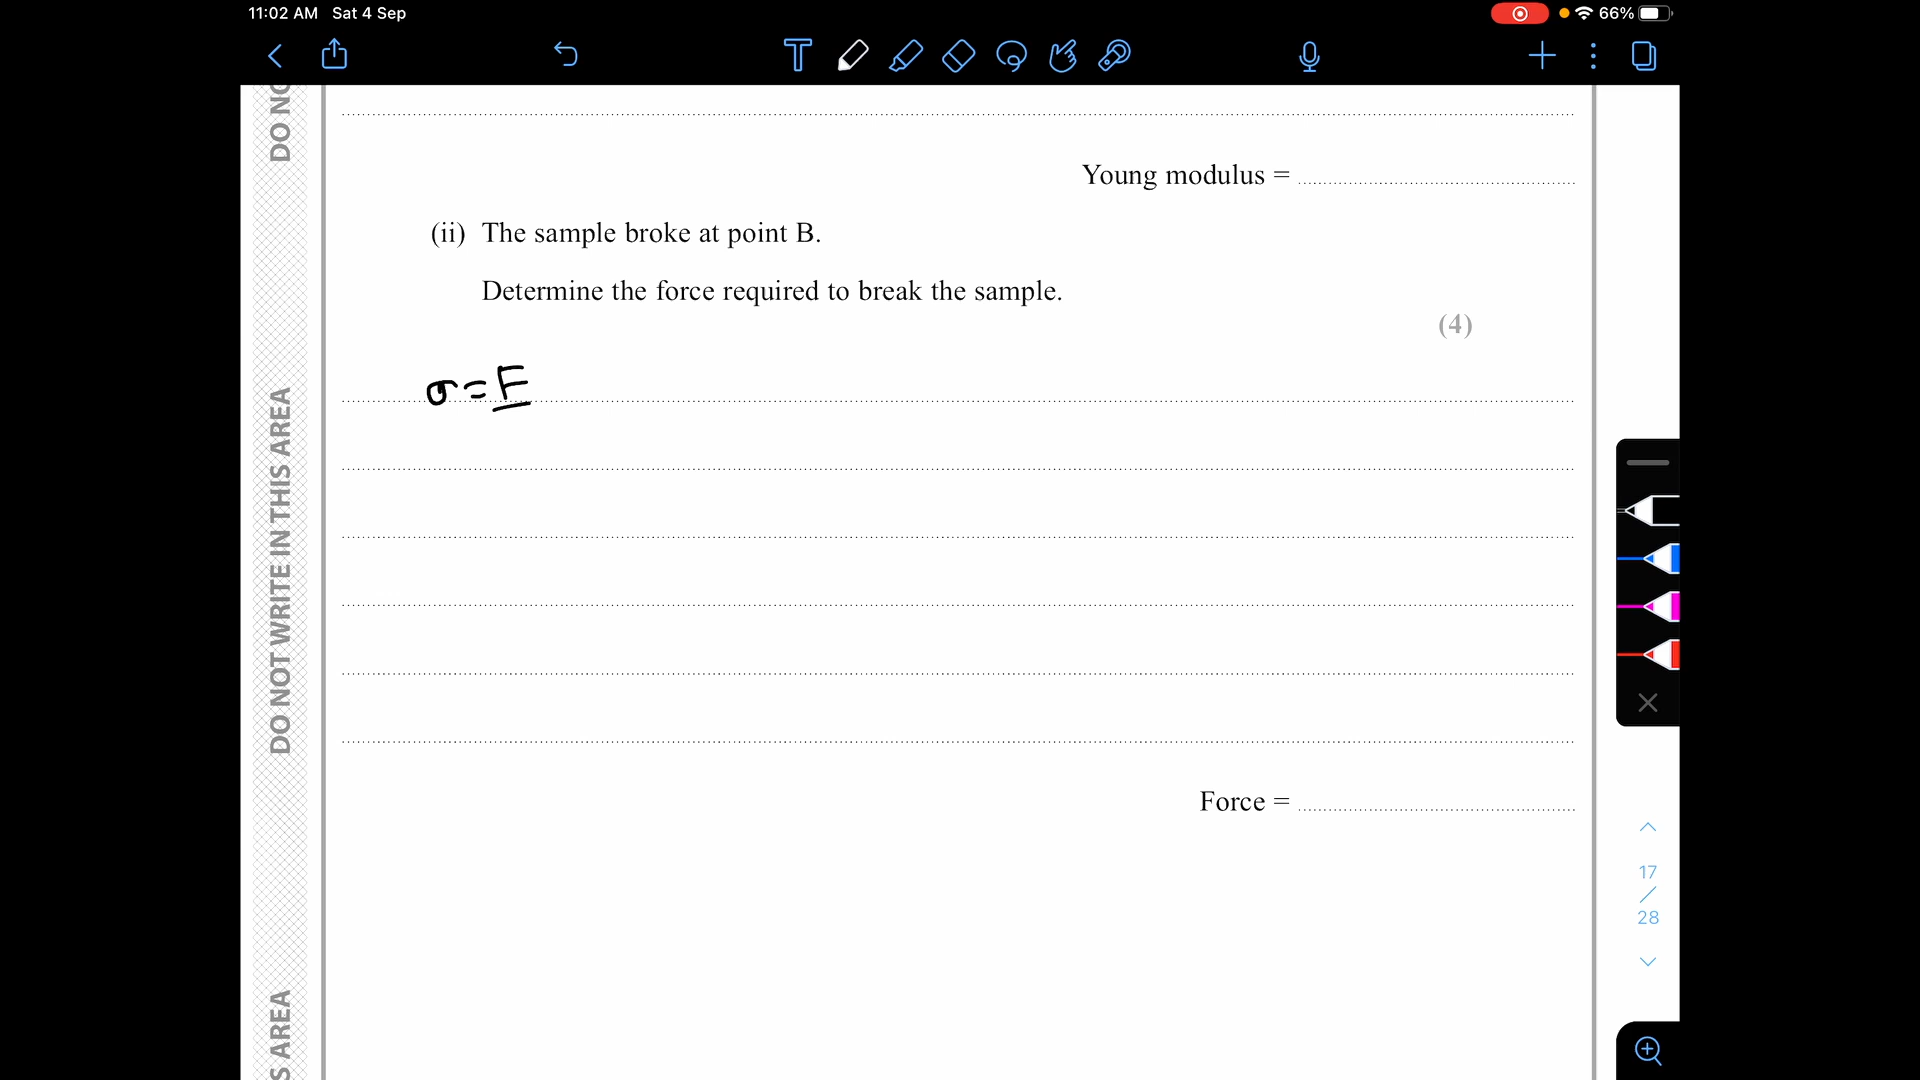 11:02 AM Sat 4 Sep
66%
DO NO
Young modulus =
(ii) The sample broke at point B.
Determine the force required to break the sample.
(4)
σ = F
DO NOT WRITE IN THIS AREA
Force =
17
/
28
S AREA